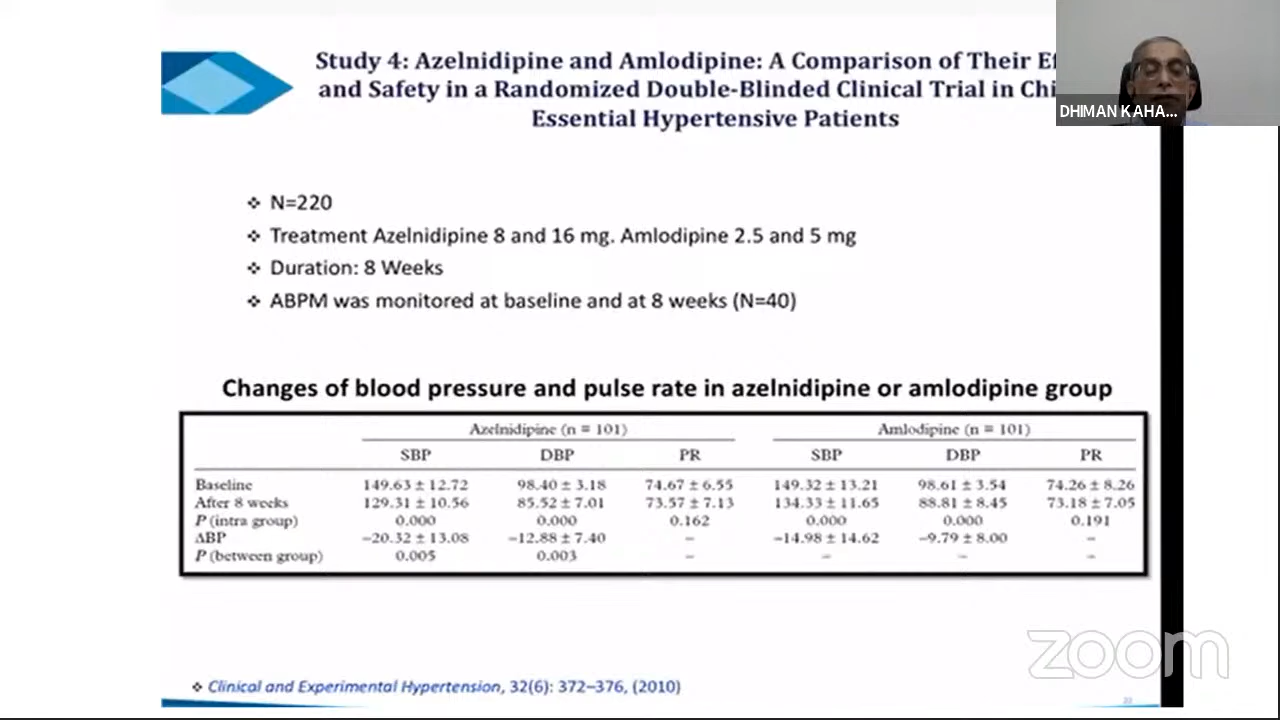 Study 4: Azelnidipine and Amlodipine: A Comparison of Their
and Safety in a Randomized Double-Blinded Clinical Trial in
Essential Hypertensive Patients
DHIMAN KAHA...
❖ N=220
❖ Treatment Azelnidipine 8 and 16 mg. Amlodipine 2.5 and 5 mg
❖ Duration: 8 Weeks
❖ ABPM was monitored at baseline and at 8 weeks (N=40)
Changes of blood pressure and pulse rate in azelnidipine or amlodipine group
Azelnidipine (n = 101) Amlodipine (n = 101)
SBP DBP PR SBP DBP PR
Baseline 149.63 ± 12.72 98.40 ± 3.18 74.67 ± 6.55 149.32 ± 13.21 98.61 ± 3.54 74.26 ± 8.26
After 8 weeks 129.31 ± 10.56 85.52 ± 7.01 73.57 ± 7.13 134.33 ± 11.65 88.81 ± 8.45 73.18 ± 7.05
P (intra group) 0.000 0.000 0.162 0.000 0.000 0.191
ΔBP −20.32 ± 13.08 −12.88 ± 7.40 – −14.98 ± 14.62 −9.79 ± 8.00 –
P (between group) 0.005 0.003 – – – –
zoom
❖ Clinical and Experimental Hypertension, 32(6): 372–376, (2010)